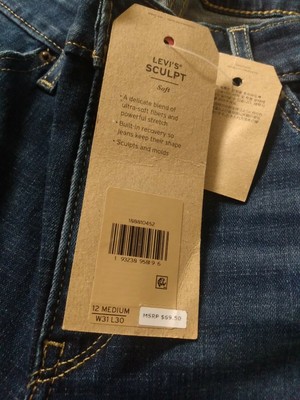 LEVI'S®
SCULPT
Soft
• A delicate blend of
ultra-soft fibers and
powerful stretch
• Built in recovery so
jeans keep their shape
• Sculpts and molds
12 MEDIUM
W31 L30
MSRP $69.50